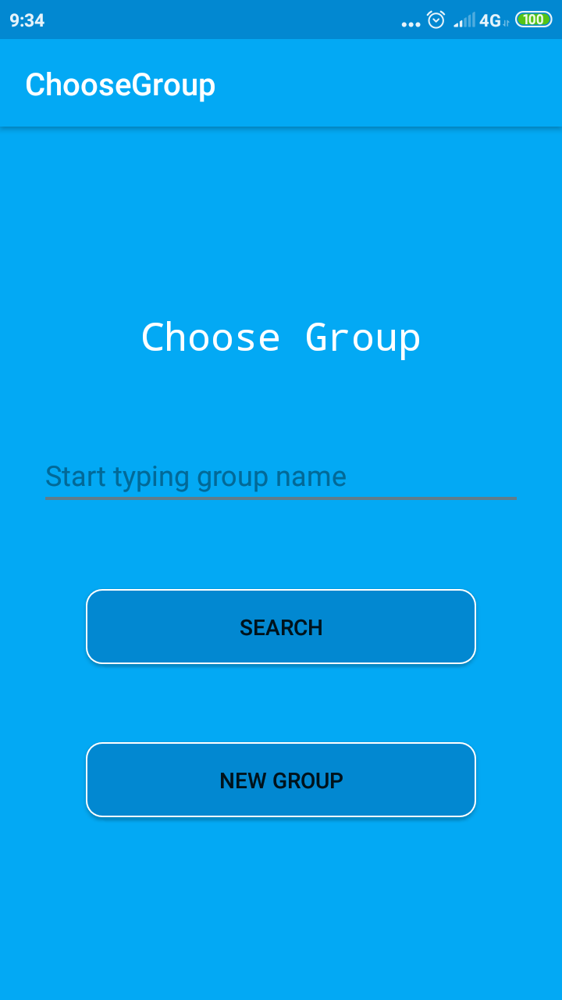 9:34 ... 4G 100
ChooseGroup
Choose Group
Start typing group name
SEARCH
NEW GROUP